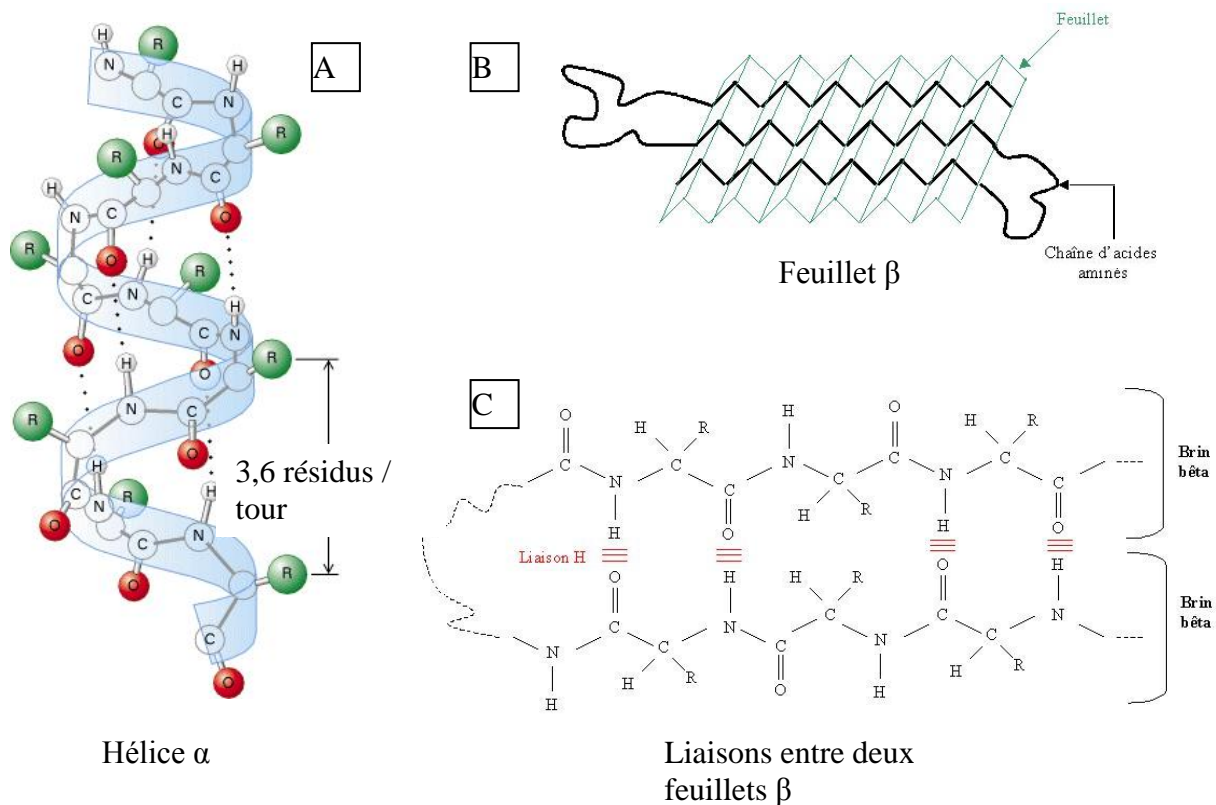 A
3,6 résidus /
tour
Hélice α
B
Feuillet
Chaîne d'acides
aminés
Feuillet β
C
Liaison H
Brin
bêta
Brin
bêta
Liaisons entre deux
feuillets β